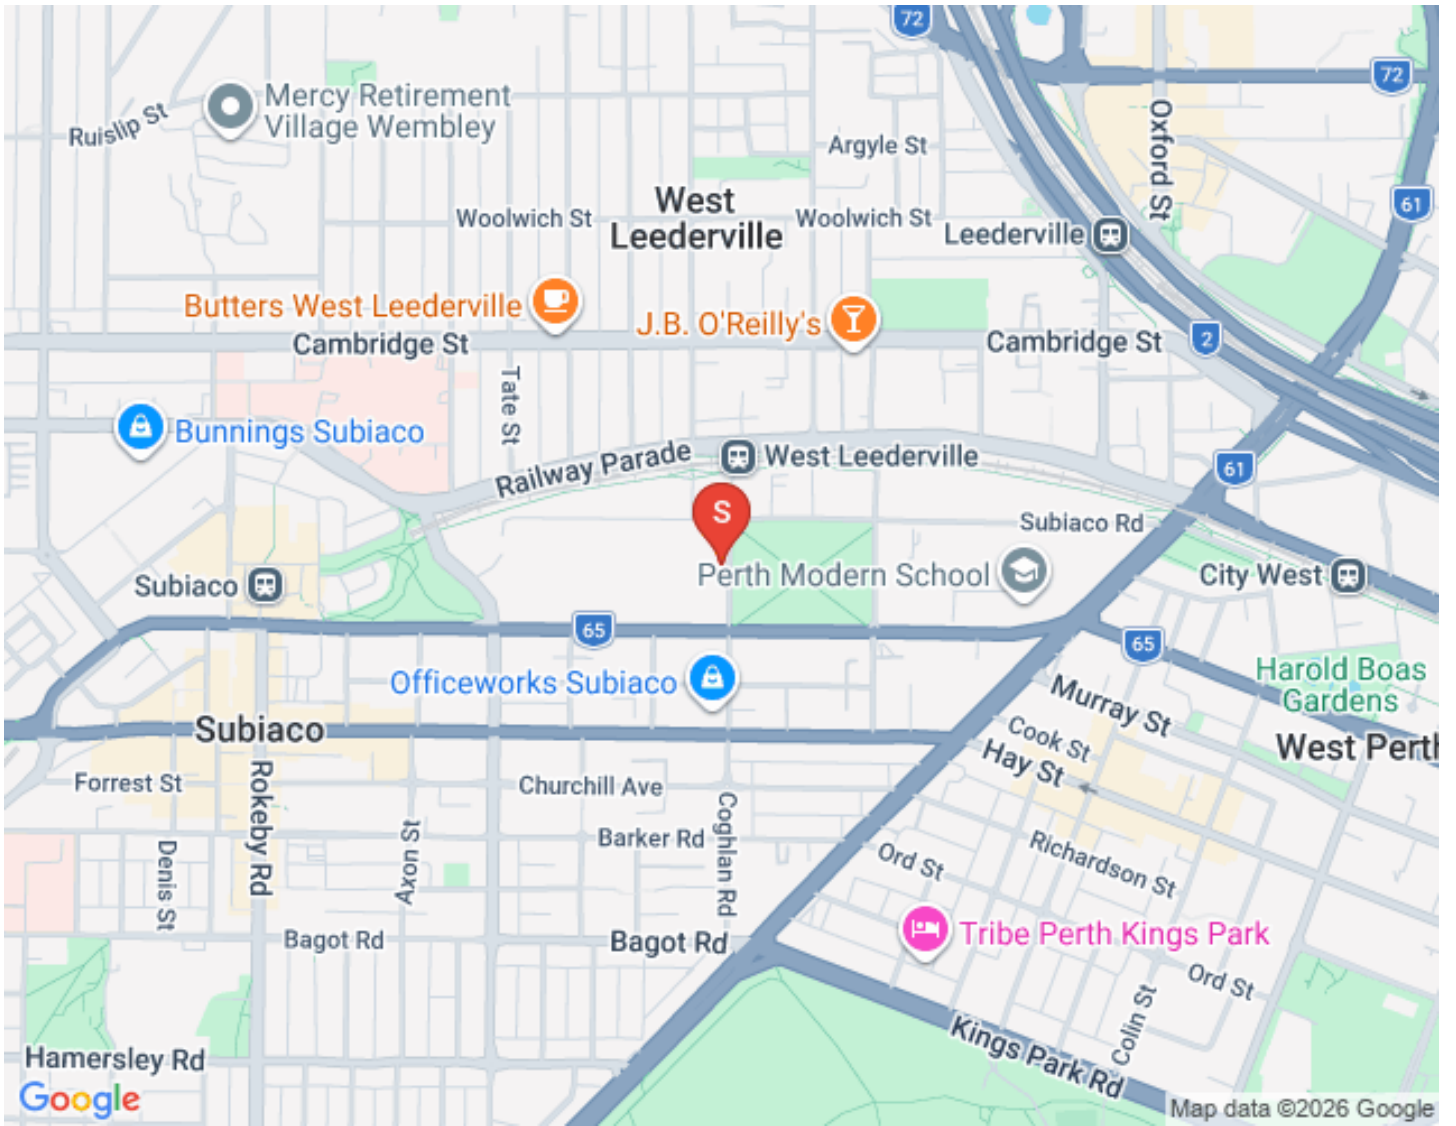 72
72
Mercy Retirement
Village Wembley
Ruislip St
Oxford St
Argyle St
61
West
Leederville
Woolwich St
Woolwich St
Leederville
Butters West Leederville
J.B. O'Reilly's
Cambridge St
Cambridge St
2
Tate St
Bunnings Subiaco
Railway Parade
West Leederville
61
S
Subiaco Rd
Subiaco
Perth Modern School
City West
65
65
Officeworks Subiaco
Harold Boas
Gardens
Murray St
Subiaco
Cook St
West Perth
Hay St
Forrest St
Rokeby Rd
Churchill Ave
Coghlan Rd
Barker Rd
Axon St
Denis St
Ord St
Richardson St
Bagot Rd
Bagot Rd
Tribe Perth Kings Park
Ord St
Colin St
Kings Park Rd
Hamersley Rd
Google
Map data ©2026 Google